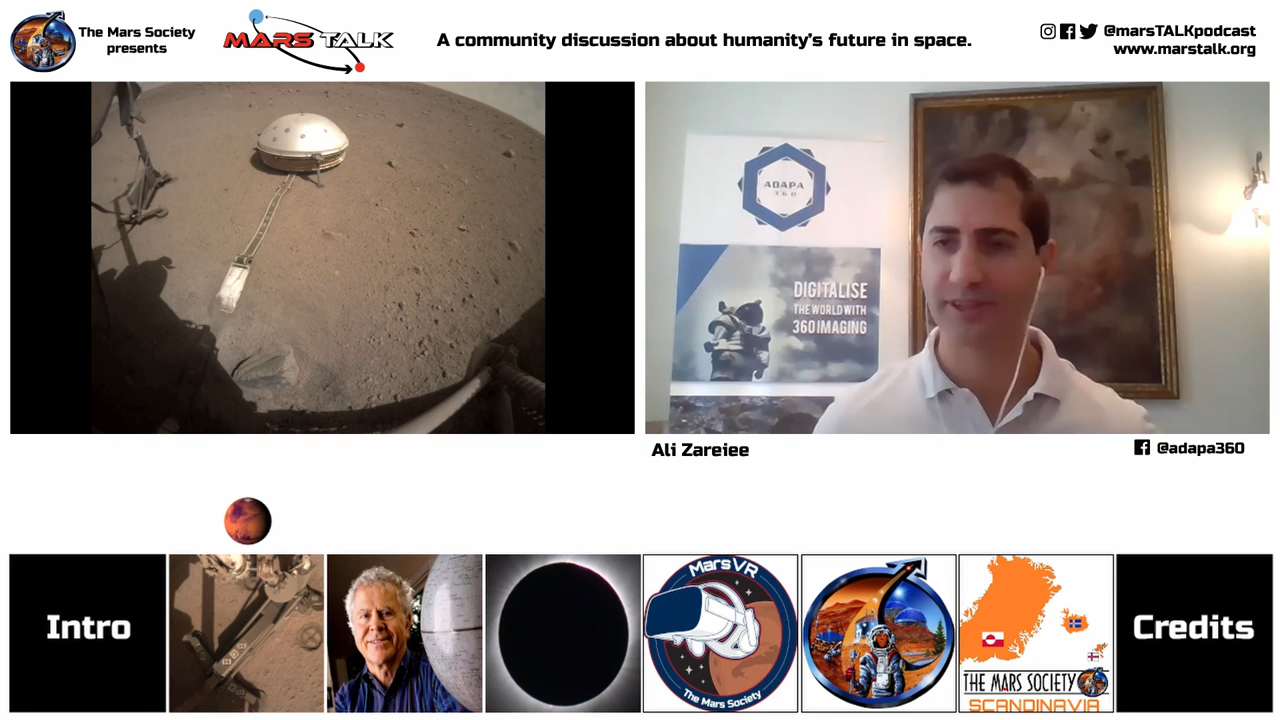 The Mars Society
presents
MARS TALK
A community discussion about humanity's future in space.
@marsTALKpodcast
www.marstalk.org
ADAPA
360
DIGITALISE
THE WORLD WITH
360 IMAGING
Ali Zareiee
@adapa360
Intro
MarsVR
The Mars Society
THE MARS SOCIETY
SCANDINAVIA
Credits